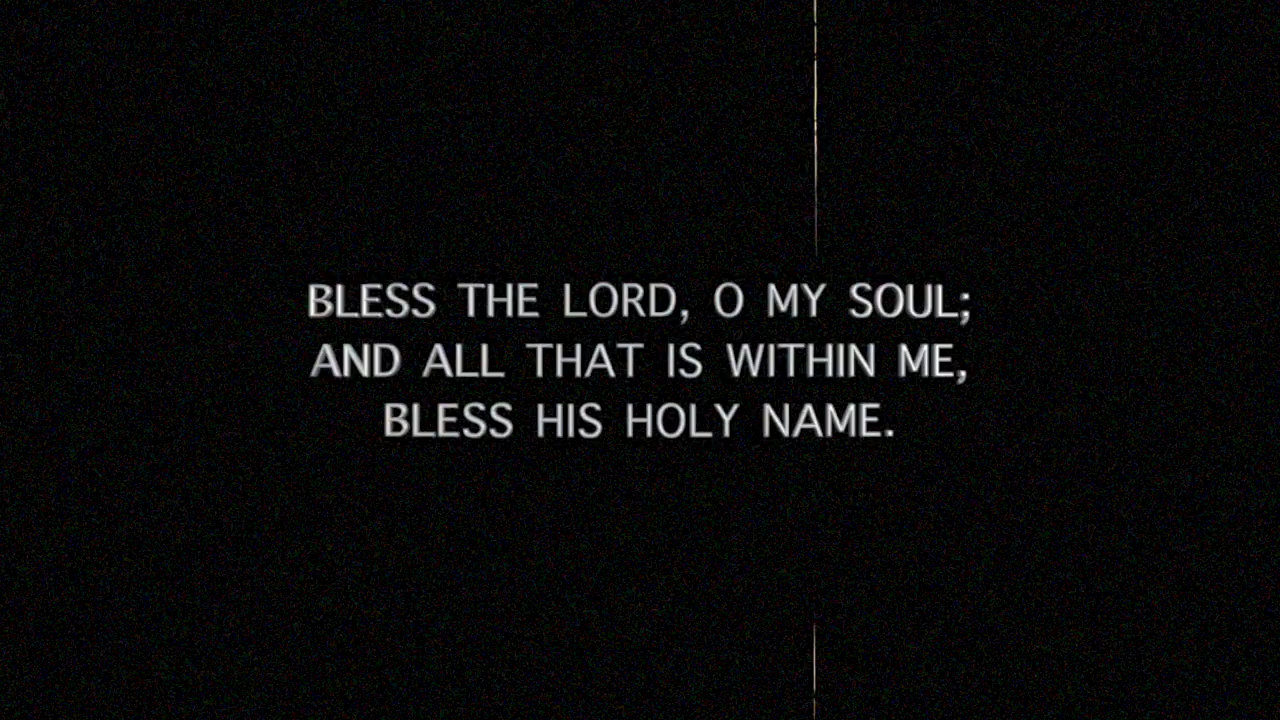 BLESS THE LORD, O MY SOUL;
AND ALL THAT IS WITHIN ME,
BLESS HIS HOLY NAME.